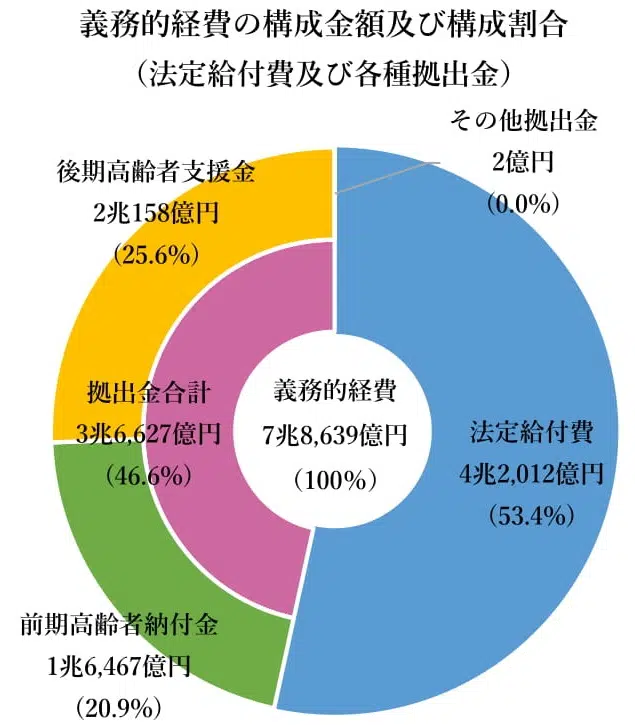 義務的経費の構成金額及び構成割合
（法定給付費及び各種拠出金）
その他拠出金
2億円
（0.0%）
後期高齢者支援金
2兆158億円
（25.6%）
拠出金合計
3兆6,627億円
（46.6%）
義務的経費
7兆8,639億円
（100%）
法定給付費
4兆2,012億円
（53.4%）
前期高齢者納付金
1兆6,467億円
（20.9%）